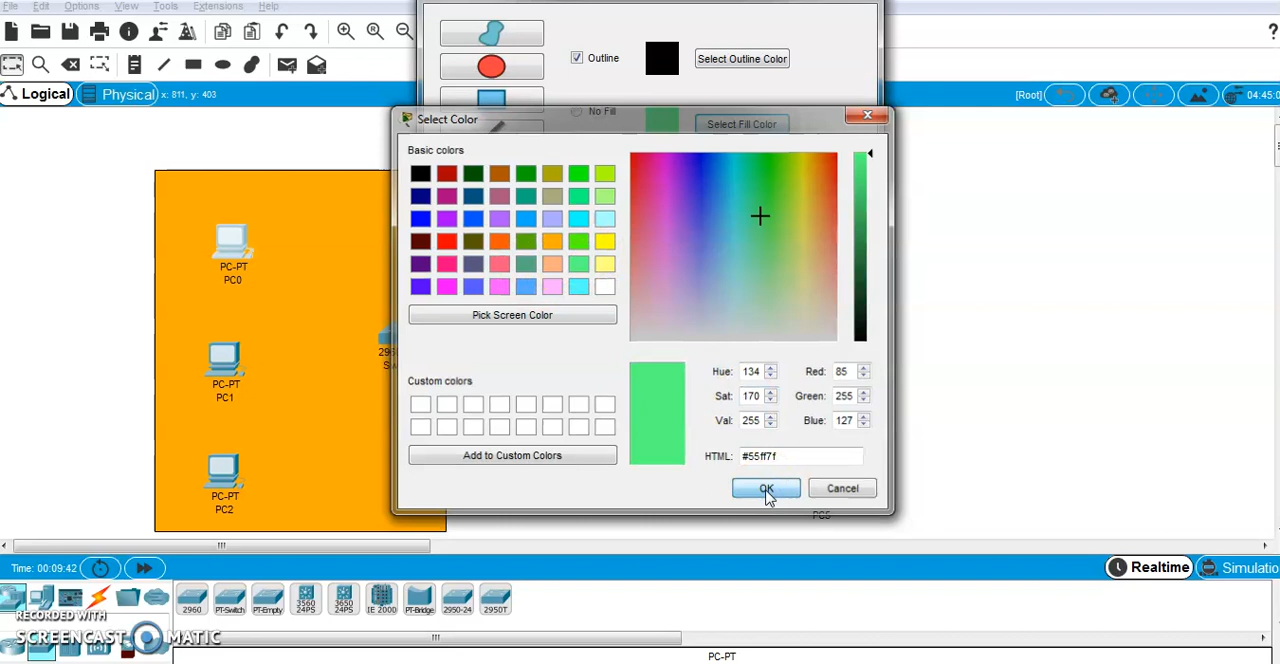 File Edit Options View Tools Extensions Help
?
Outline Select Outline Color
Logical Physical x: 811, y: 403
[Root] 04:45:0
No Fill Select Fill Color
Select Color
Basic colors
Pick Screen Color
Custom colors
Add to Custom Colors
Hue: 134 Red: 85
Sat: 170 Green: 255
Val: 255 Blue: 127
HTML: #55ff7f
OK Cancel
PC-PT
PC0
295
PC-PT
PC1
PC-PT
PC2
PC5
Time: 00:09:42
Realtime Simulatio
2960 PT-Switch PT-Empty 3560 24PS 3650 24PS IE 2000 PT-Bridge 2950-24 2950T
RECORDED WITH
SCREENCAST MATIC
PC-PT